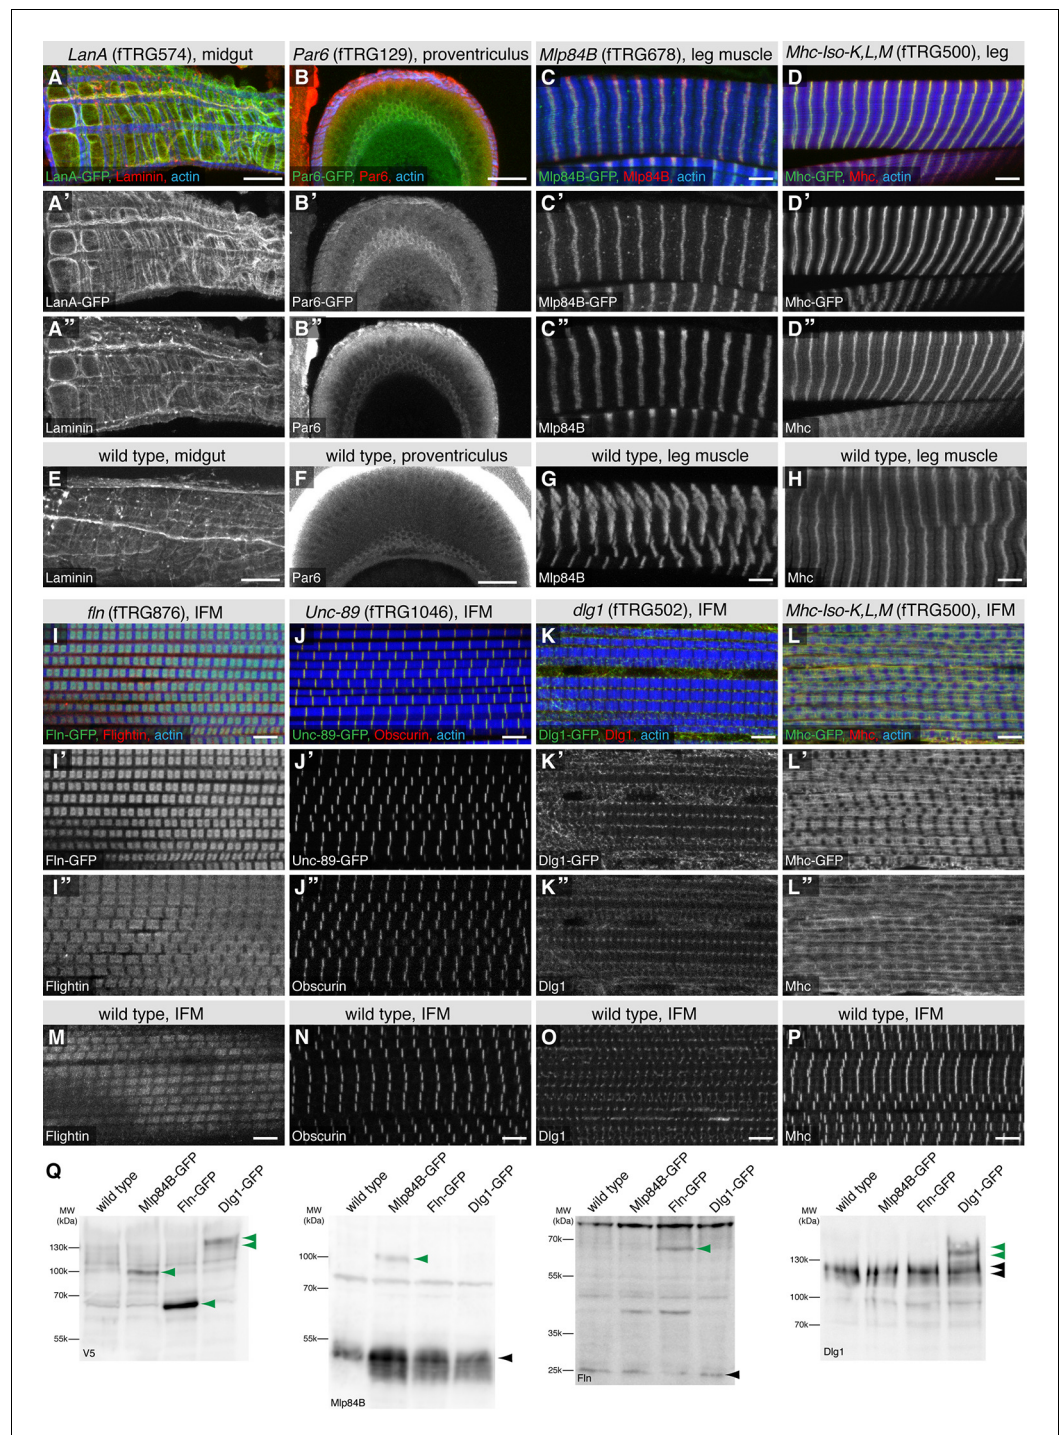 LanA (fTRG574), midgut
Par6 (fTRG129), proventriculus
Mlp84B (fTRG678), leg muscle
Mhc-Iso-K,L,M (fTRG500), leg
A
B
C
D
LanA-GFP, Laminin, actin
Par6-GFP, Par6, actin
Mlp84B-GFP, Mlp84B, actin
Mhc-GFP, Mhc, actin
A'
B'
C'
D'
LanA-GFP
Par6-GFP
Mlp84B-GFP
Mhc-GFP
A"
B"
C"
D"
Laminin
Par6
Mlp84B
Mhc
wild type, midgut
wild type, proventriculus
wild type, leg muscle
wild type, leg muscle
E
F
G
H
Laminin
Par6
Mlp84B
Mhc
fln (fTRG876), IFM
Unc-89 (fTRG1046), IFM
dlg1 (fTRG502), IFM
Mhc-Iso-K,L,M (fTRG500), IFM
I
J
K
L
Fln-GFP, Flightin, actin
Unc-89-GFP, Obscurin, actin
Dlg1-GFP, Dlg1, actin
Mhc-GFP, Mhc, actin
I'
J'
K'
L'
Fln-GFP
Unc-89-GFP
Dlg1-GFP
Mhc-GFP
I"
J"
K"
L"
Flightin
Obscurin
Dlg1
Mhc
wild type, IFM
wild type, IFM
wild type, IFM
wild type, IFM
M
N
O
P
Flightin
Obscurin
Dlg1
Mhc
Q
wild type
Mlp84B-GFP
Fln-GFP
Dlg1-GFP
MW
(kDa)
130k
100k
70k
55k
V5
wild type
Mlp84B-GFP
Fln-GFP
Dlg1-GFP
MW
(kDa)
100k
70k
55k
Mlp84B
wild type
Mlp84B-GFP
Fln-GFP
Dlg1-GFP
MW
(kDa)
70k
55k
35k
25k
Fln
wild type
Mlp84B-GFP
Fln-GFP
Dlg1-GFP
MW
(kDa)
130k
100k
70k
Dlg1